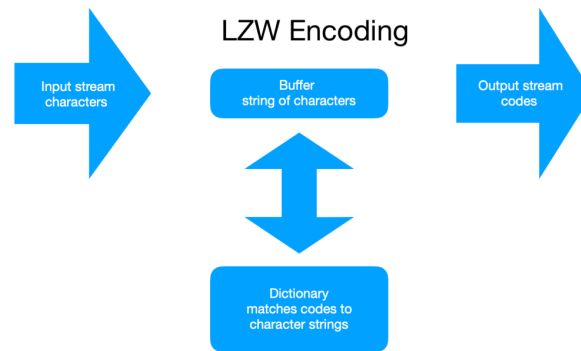 LZW Encoding
Input stream
characters
Buffer
string of characters
Output stream
codes
Dictionary
matches codes to
character strings